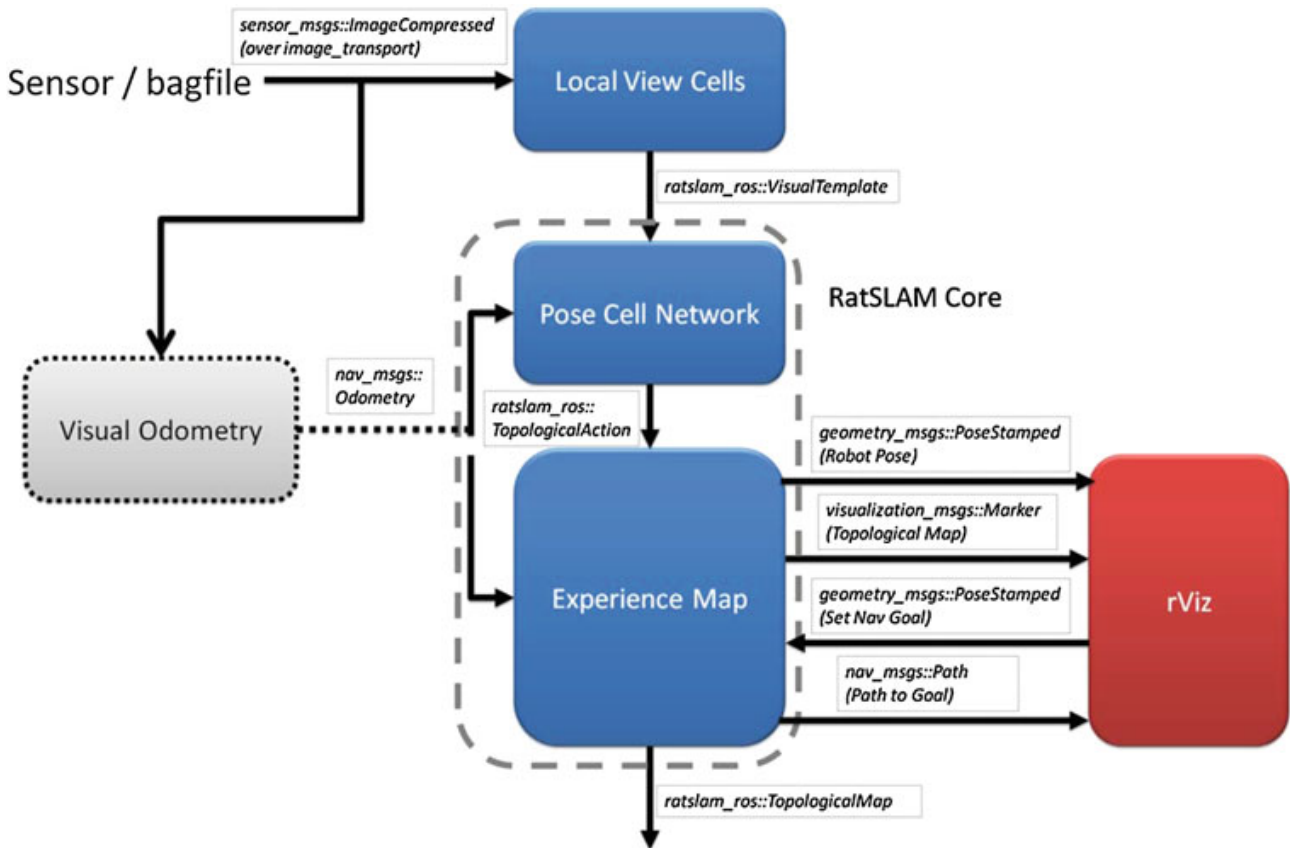 sensor_msgs::ImageCompressed
(over image_transport)
Sensor / bagfile
Local View Cells
ratslam_ros::VisualTemplate
Pose Cell Network
RatSLAM Core
nav_msgs::
Odometry
Visual Odometry
ratslam_ros::
TopologicalAction
geometry_msgs::PoseStamped
(Robot Pose)
visualization_msgs::Marker
(Topological Map)
Experience Map
geometry_msgs::PoseStamped
(Set Nav Goal)
rViz
nav_msgs::Path
(Path to Goal)
ratslam_ros::TopologicalMap